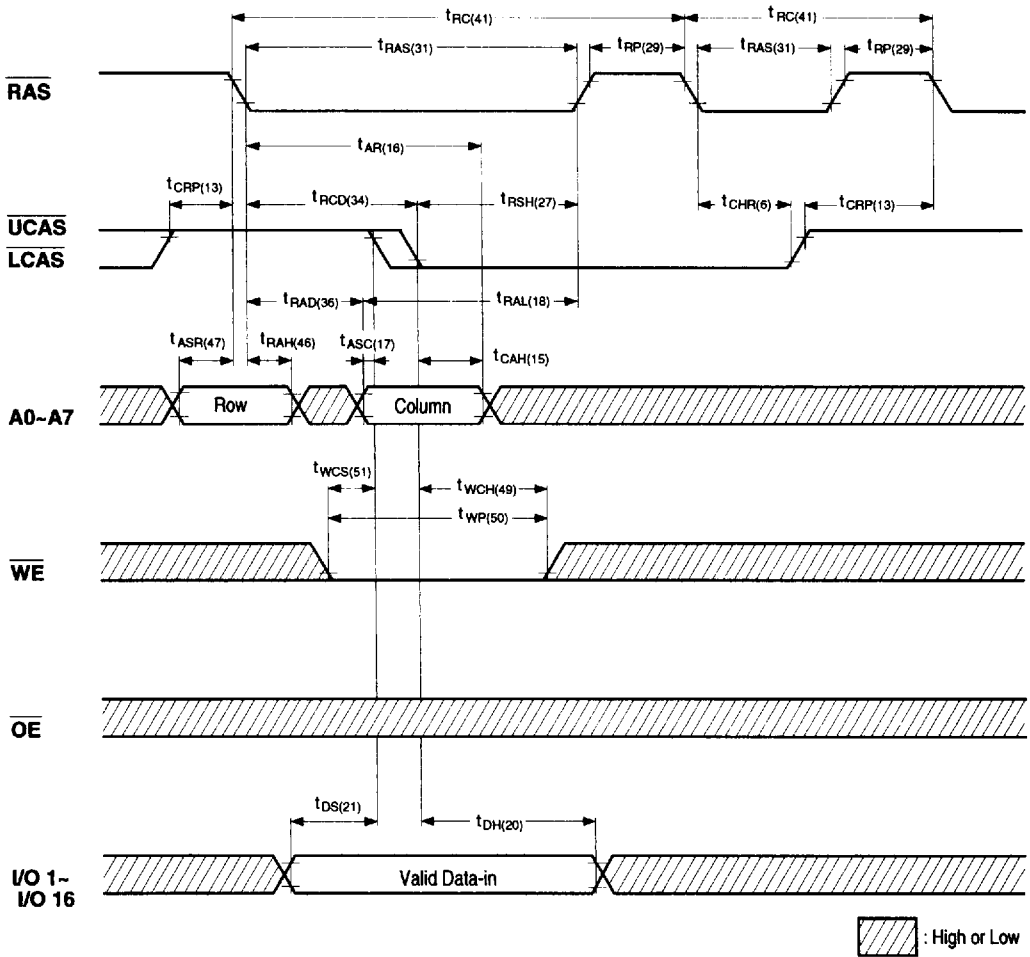 tRC(41) tRC(41)
tRAS(31) tRP(29) tRAS(31) tRP(29)
RAS
tAR(16)
tCRP(13) tRCD(34) tRSH(27) tCHR(6) tCRP(13)
UCAS
LCAS
tRAD(36) tRAL(18)
tASR(47) tRAH(46) tASC(17) tCAH(15)
A0~A7 Row Column
tWCS(51) tWCH(49)
tWP(50)
WE
OE
tDS(21) tDH(20)
I/O 1~
I/O 16
Valid Data-in
: High or Low